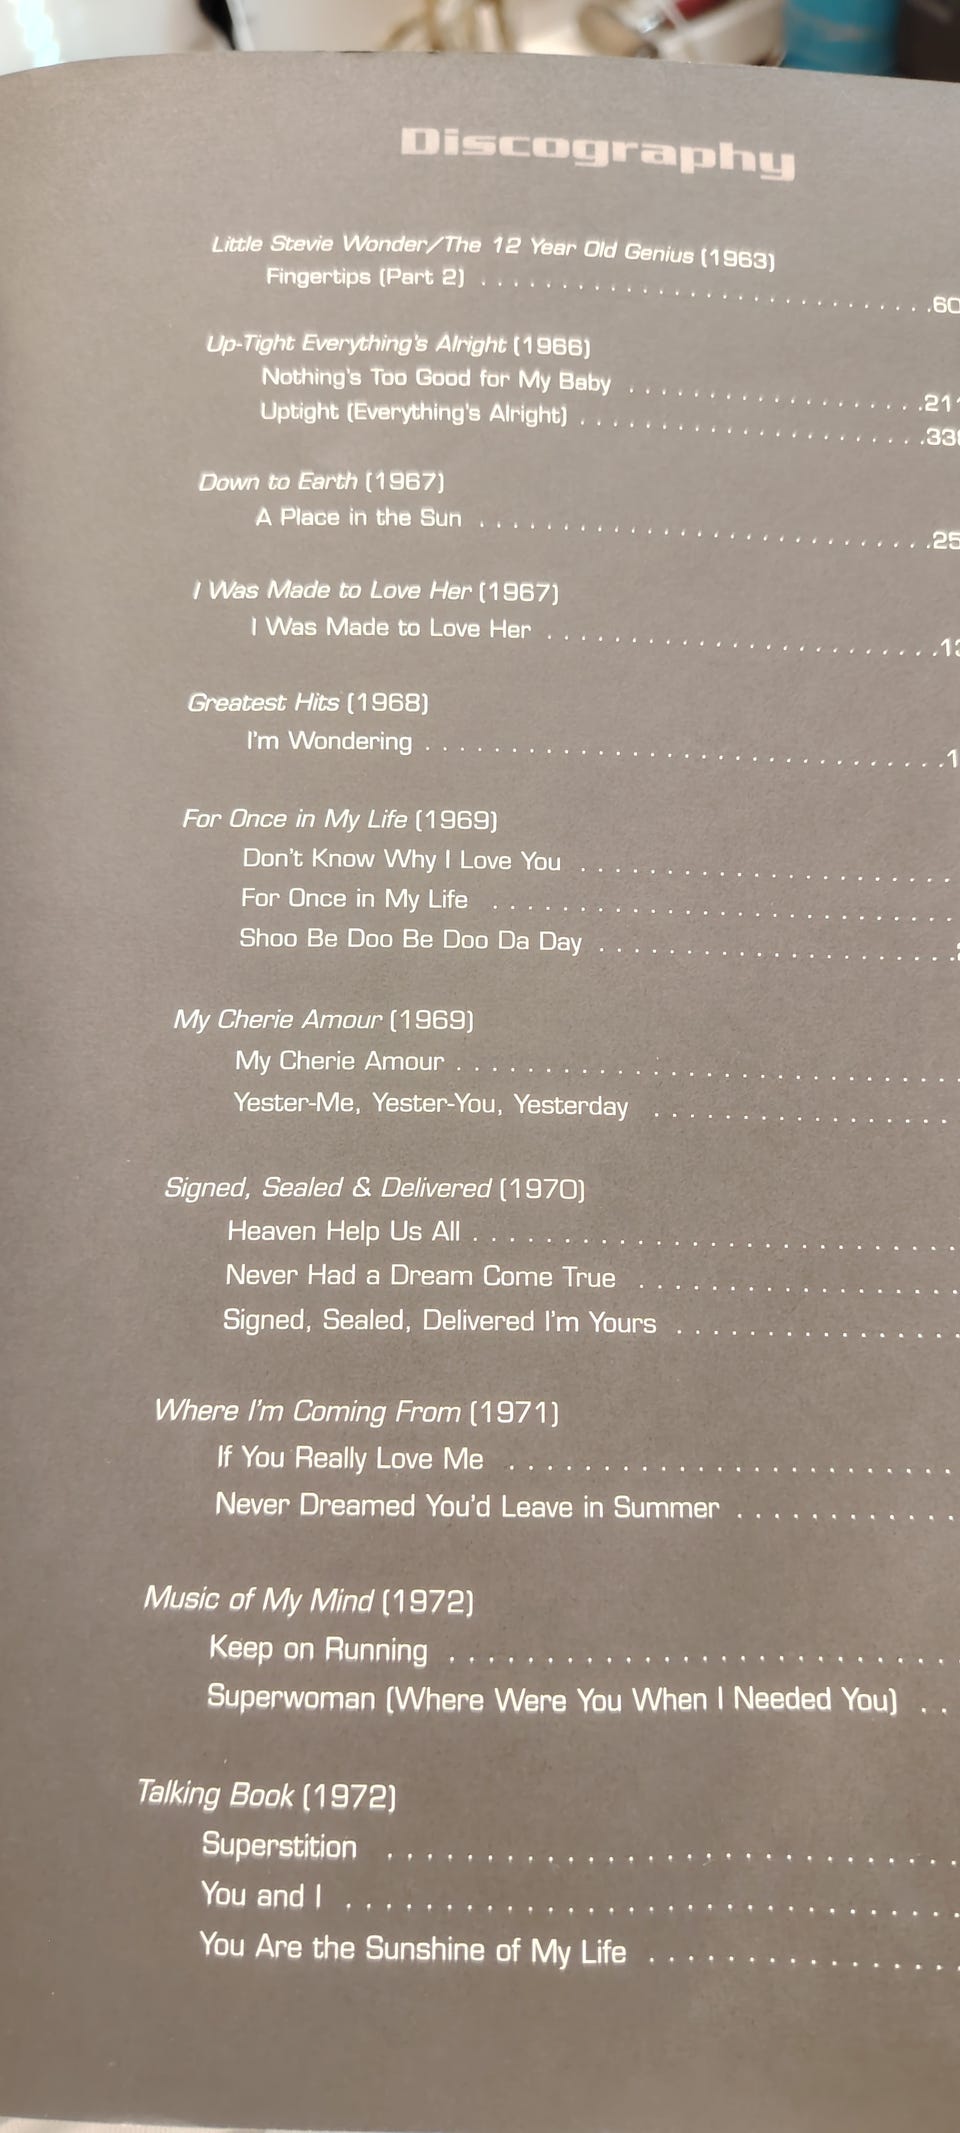 Discography
Little Stevie Wonder/The 12 Year Old Genius (1963)
Fingertips (Part 2) . . . . . . . . . . . . . . . . . . . . . . . . . . . .60
Up-Tight Everything's Alright (1966)
Nothing's Too Good for My Baby . . . . . . . . . . . . . . . . . .211
Uptight (Everything's Alright) . . . . . . . . . . . . . . . . . . . . .33
Down to Earth (1967)
A Place in the Sun . . . . . . . . . . . . . . . . . . . . . . . . . . . .25
I Was Made to Love Her (1967)
I Was Made to Love Her . . . . . . . . . . . . . . . . . . . . . . . .13
Greatest Hits (1968)
I'm Wondering . . . . . . . . . . . . . . . . . . . . . . . . . . . . . . .1
For Once in My Life (1969)
Don't Know Why I Love You . . . . . . . . . . . . . . . . . . . . . .
For Once in My Life . . . . . . . . . . . . . . . . . . . . . . . . . . .
Shoo Be Doo Be Doo Da Day . . . . . . . . . . . . . . . . . . . . .
My Cherie Amour (1969)
My Cherie Amour . . . . . . . . . . . . . . . . . . . . . . . . . . . .
Yester-Me, Yester-You, Yesterday . . . . . . . . . . . . . . . . .
Signed, Sealed & Delivered (1970)
Heaven Help Us All . . . . . . . . . . . . . . . . . . . . . . . . . . .
Never Had a Dream Come True . . . . . . . . . . . . . . . . . .
Signed, Sealed, Delivered I'm Yours . . . . . . . . . . . . . . .
Where I'm Coming From (1971)
If You Really Love Me . . . . . . . . . . . . . . . . . . . . . . . .
Never Dreamed You'd Leave in Summer . . . . . . . . . . . .
Music of My Mind (1972)
Keep on Running . . . . . . . . . . . . . . . . . . . . . . . . . . .
Superwoman (Where Were You When I Needed You) . .
Talking Book (1972)
Superstition . . . . . . . . . . . . . . . . . . . . . . . . . . . . .
You and I . . . . . . . . . . . . . . . . . . . . . . . . . . . . . . .
You Are the Sunshine of My Life . . . . . . . . . . . . . . .